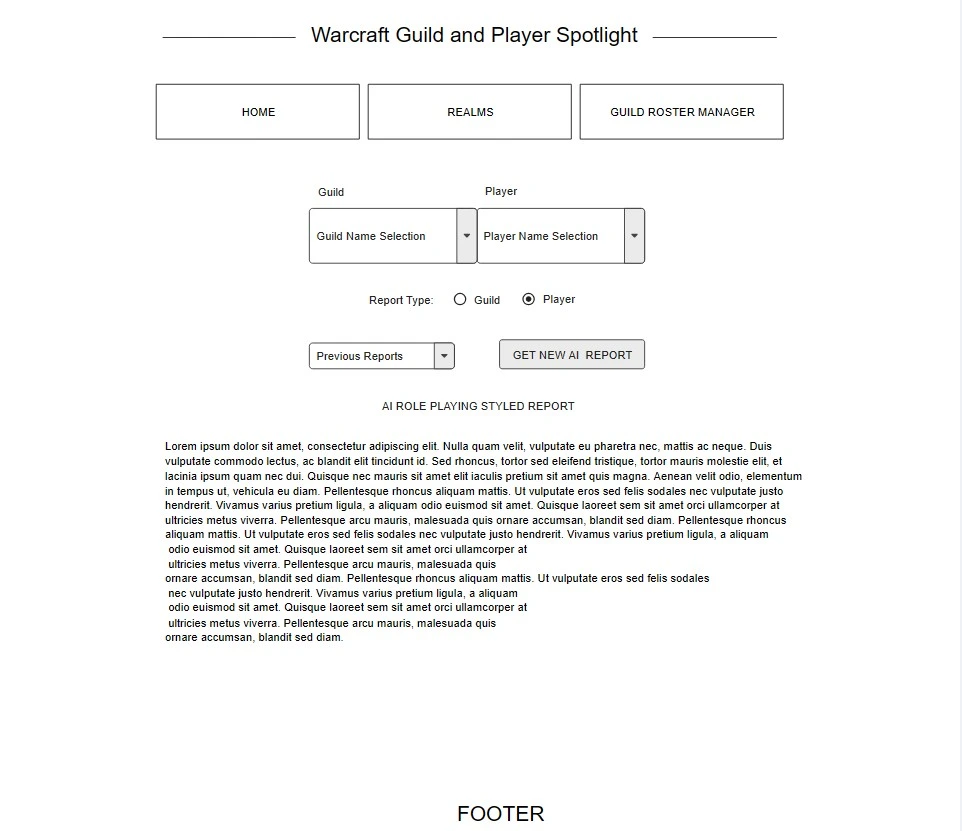 Warcraft Guild and Player Spotlight
HOME REALMS GUILD ROSTER MANAGER
Guild Player
Guild Name Selection Player Name Selection
Report Type: Guild Player
Previous Reports GET NEW AI REPORT
AI ROLE PLAYING STYLED REPORT
Lorem ipsum dolor sit amet, consectetur adipiscing elit. Nulla quam velit, vulputate eu pharetra nec, mattis ac neque. Duis
vulputate commodo lectus, ac blandit elit tincidunt id. Sed rhoncus, tortor sed eleifend tristique, tortor mauris molestie elit, et
lacinia ipsum quam nec dui. Quisque nec mauris sit amet elit iaculis pretium sit amet quis magna. Aenean velit odio, elementum
in tempus ut, vehicula eu diam. Pellentesque rhoncus aliquam mattis. Ut vulputate eros sed felis sodales nec vulputate justo
hendrerit. Vivamus varius pretium ligula, a aliquam odio euismod sit amet. Quisque laoreet sem sit amet orci ullamcorper at
ultricies metus viverra. Pellentesque arcu mauris, malesuada quis ornare accumsan, blandit sed diam. Pellentesque rhoncus
aliquam mattis. Ut vulputate eros sed felis sodales nec vulputate justo hendrerit. Vivamus varius pretium ligula, a aliquam
odio euismod sit amet. Quisque laoreet sem sit amet orci ullamcorper at
ultricies metus viverra. Pellentesque arcu mauris, malesuada quis
ornare accumsan, blandit sed diam. Pellentesque rhoncus aliquam mattis. Ut vulputate eros sed felis sodales
nec vulputate justo hendrerit. Vivamus varius pretium ligula, a aliquam
odio euismod sit amet. Quisque laoreet sem sit amet orci ullamcorper at
ultricies metus viverra. Pellentesque arcu mauris, malesuada quis
ornare accumsan, blandit sed diam.
FOOTER